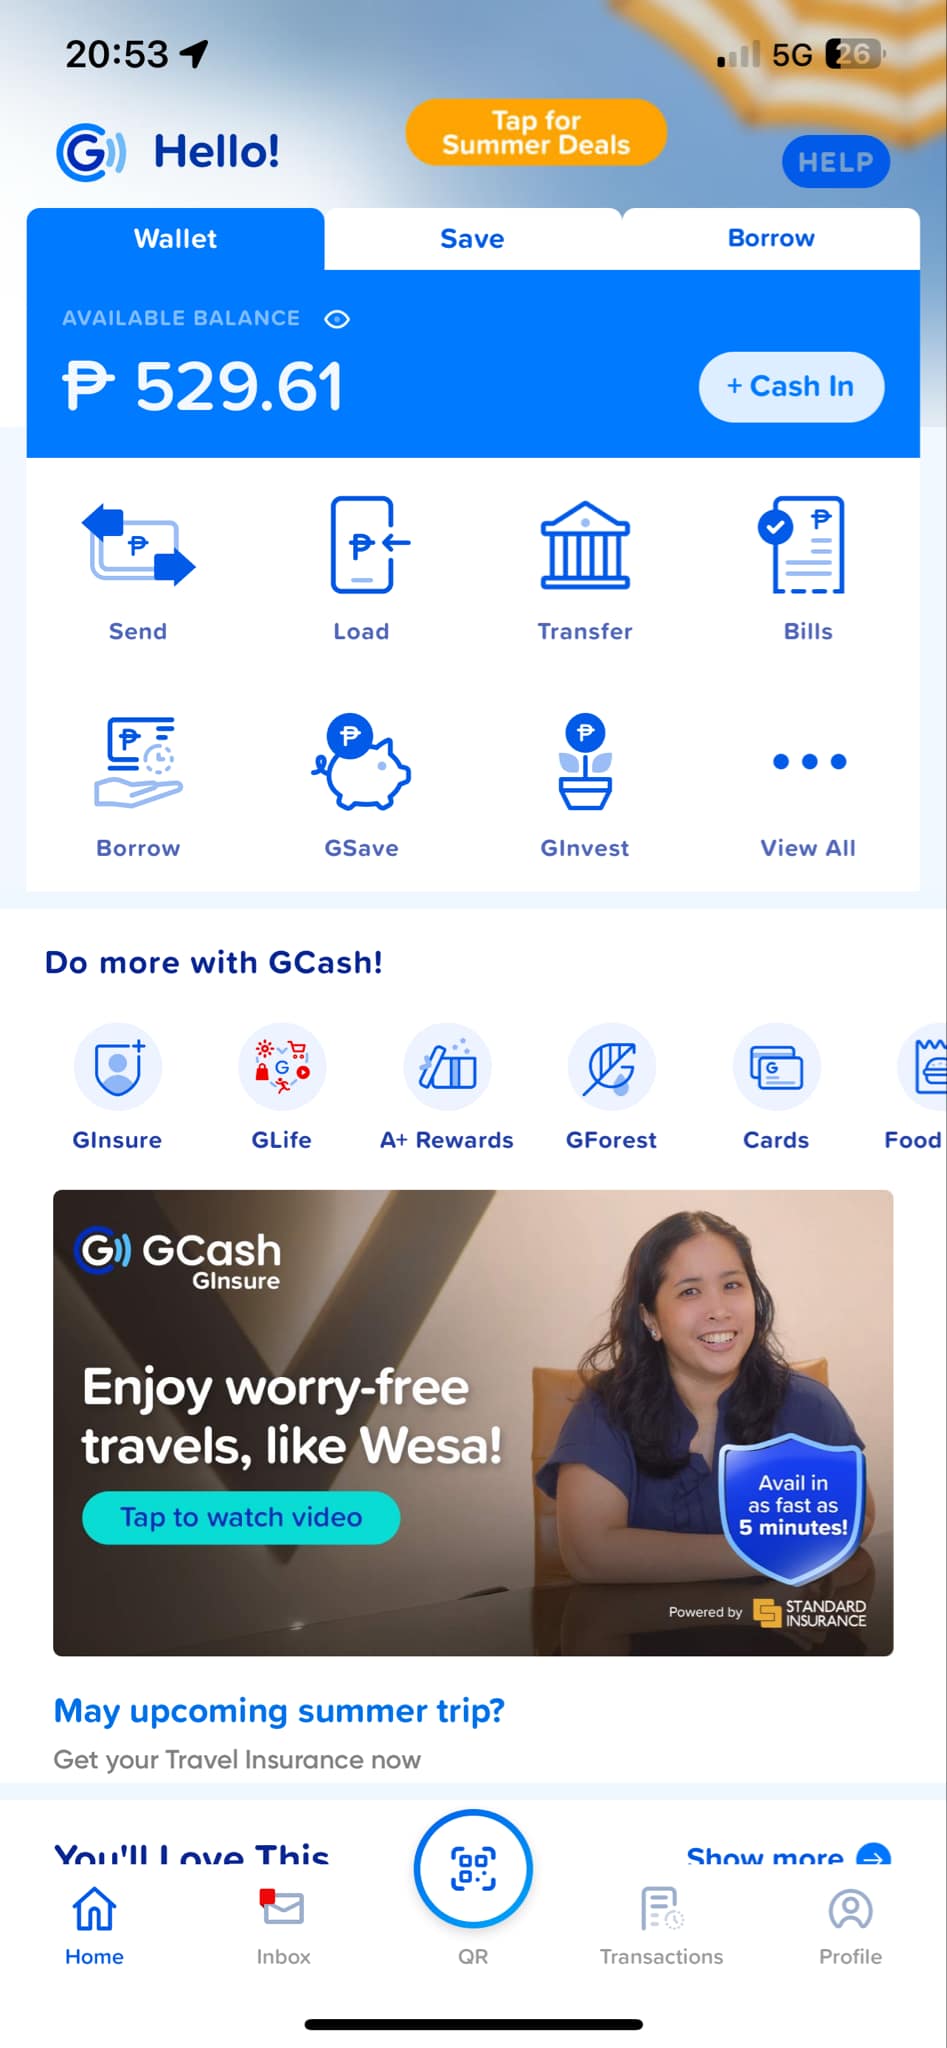 20:53
5G 26
Tap for
Summer Deals
Hello!
HELP
Wallet
Save
Borrow
AVAILABLE BALANCE
₱ 529.61
+ Cash In
Send
Load
Transfer
Bills
Borrow
GSave
GInvest
View All
Do more with GCash!
GInsure
GLife
A+ Rewards
GForest
Cards
Food
GCash
GInsure
Enjoy worry-free
travels, like Wesa!
Tap to watch video
Avail in
as fast as
5 minutes!
Powered by STANDARD
INSURANCE
May upcoming summer trip?
Get your Travel Insurance now
You'll Love This
Show more
Home
Inbox
QR
Transactions
Profile